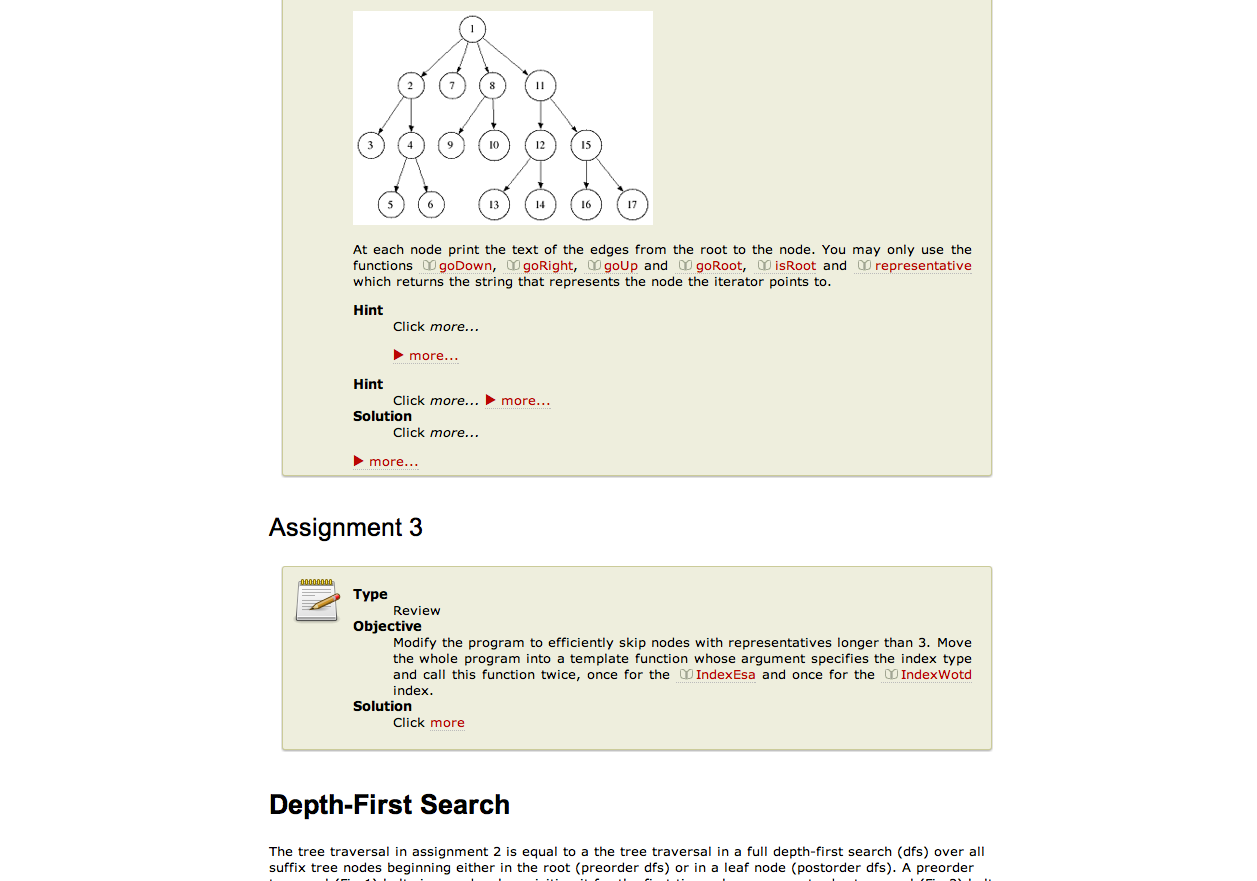 1
2 7 8 11
3 4 9 10 12 15
5 6 13 14 16 17
At each node print the text of the edges from the root to the node. You may only use the
functions goDown, goRight, goUp and goRoot, isRoot and representative
which returns the string that represents the node the iterator points to.
Hint
Click more...
more...
Hint
Click more... more...
Solution
Click more...
more...
Assignment 3
Type
Review
Objective
Modify the program to efficiently skip nodes with representatives longer than 3. Move
the whole program into a template function whose argument specifies the index type
and call this function twice, once for the IndexEsa and once for the IndexWotd
index.
Solution
Click more
Depth-First Search
The tree traversal in assignment 2 is equal to a the tree traversal in a full depth-first search (dfs) over all
suffix tree nodes beginning either in the root (preorder dfs) or in a leaf node (postorder dfs). A preorder